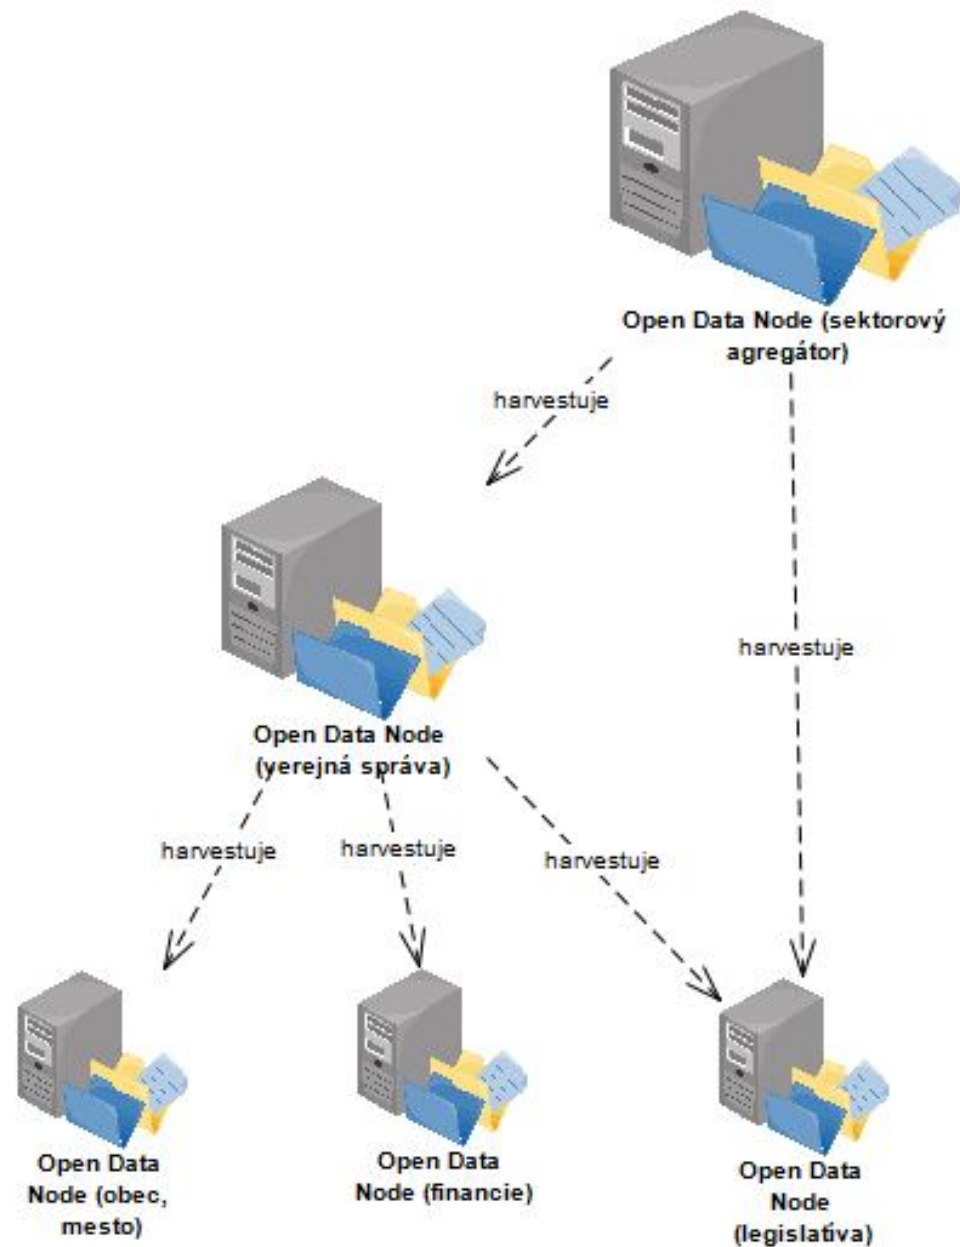 Open Data Node (sektorový
agregátor)
harvestuje
harvestuje
Open Data Node
(verejná správa)
harvestuje
harvestuje
harvestuje
Open Data
Node (obec,
mesto)
Open Data
Node (financie)
Open Data
Node
(legislatíva)